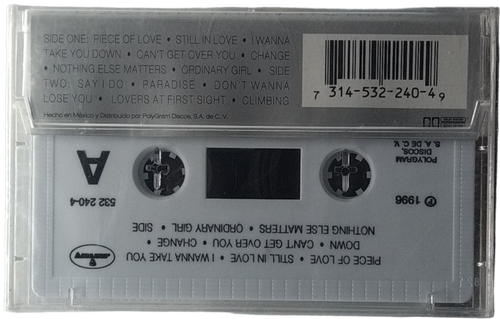 SIDE ONE: PIECE OF LOVE • STILL IN LOVE • I WANNA
TAKE YOU DOWN • CAN'T GET OVER YOU • CHANGE
• NOTHING ELSE MATTERS • ORDINARY GIRL • SIDE
TWO: SAY I DO • PARADISE • DON'T WANNA
LOSE YOU • LOVERS AT FIRST SIGHT • CLIMBING
Hecho en México y Distribuido por PolyGram Discos, S.A. de C.V.
7 314-532-240-4 9
PIECE OF LOVE • STILL IN LOVE • I WANNA TAKE YOU
DOWN • CAN'T GET OVER YOU • CHANGE •
NOTHING ELSE MATTERS • ORDINARY GIRL • SIDE
℗ 1996
POLYGRAM
DISCOS,
S. A. DE C. V.
532 240-4
A